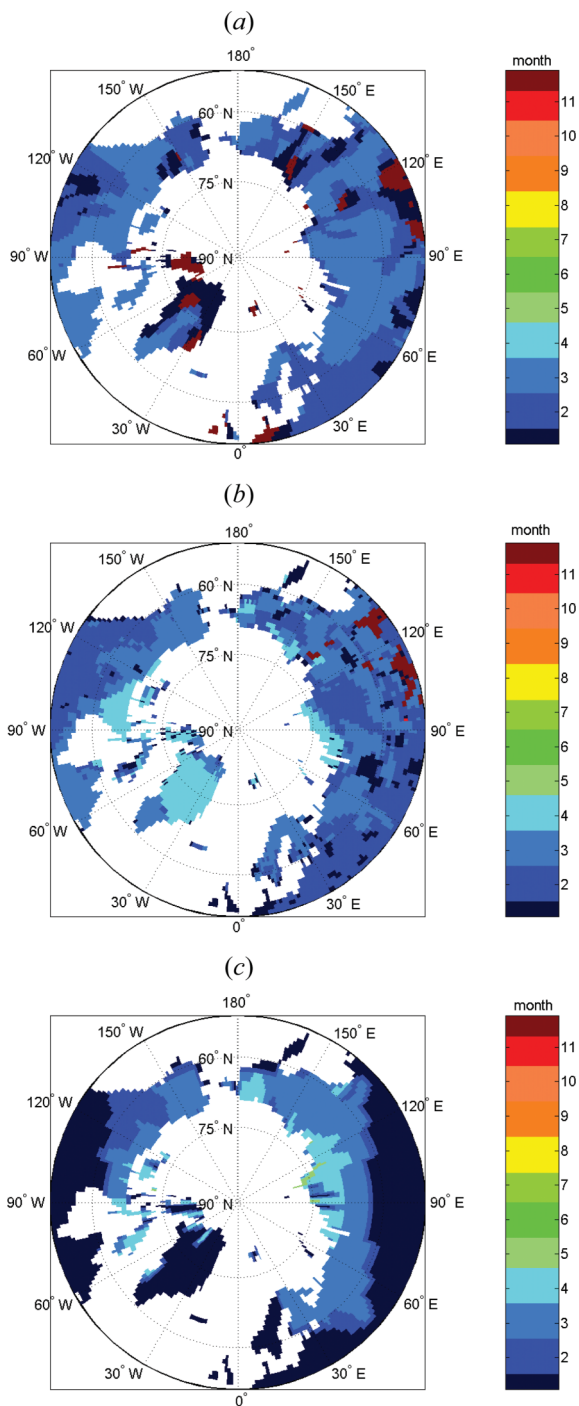 (a)
180°
150° W
150° E
60° N
120° W
120° E
75° N
90° W
90° N
90° E
60° W
60° E
30° W
30° E
0°
month
11
10
9
8
7
6
5
4
3
2
(b)
180°
150° W
150° E
60° N
120° W
120° E
75° N
90° W
90° N
90° E
60° W
60° E
30° W
30° E
0°
month
11
10
9
8
7
6
5
4
3
2
(c)
180°
150° W
150° E
60° N
120° W
120° E
75° N
90° W
90° N
90° E
60° W
60° E
30° W
30° E
0°
month
11
10
9
8
7
6
5
4
3
2